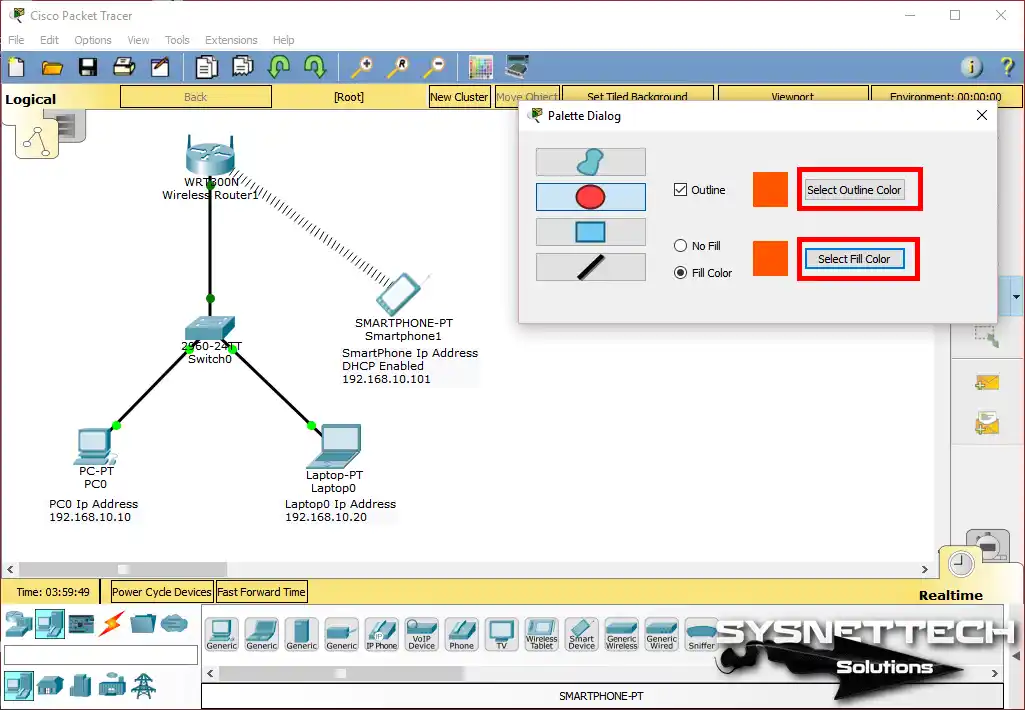 Cisco Packet Tracer
File Edit Options View Tools Extensions Help
Logical
Back
[Root]
New Cluster
Move Object
Set Tiled Background
Viewport
Environment: 00:00:00
Palette Dialog
Outline
Select Outline Color
No Fill
Fill Color
Select Fill Color
WRT300N
Wireless Router1
SMARTPHONE-PT
Smartphone1
SmartPhone Ip Address
DHCP Enabled
192.168.10.101
2960-24TT
Switch0
PC-PT
PC0
PC0 Ip Address
192.168.10.10
Laptop-PT
Laptop0
Laptop0 Ip Address
192.168.10.20
Time: 03:59:49
Power Cycle Devices
Fast Forward Time
Realtime
Generic
Generic
Generic
Generic
IP Phone
VoIP Device
Phone
TV
Wireless Tablet
Smart Device
Generic Wireless
Generic Wired
Sniffer
SYSNETTECH
Solutions
SMARTPHONE-PT